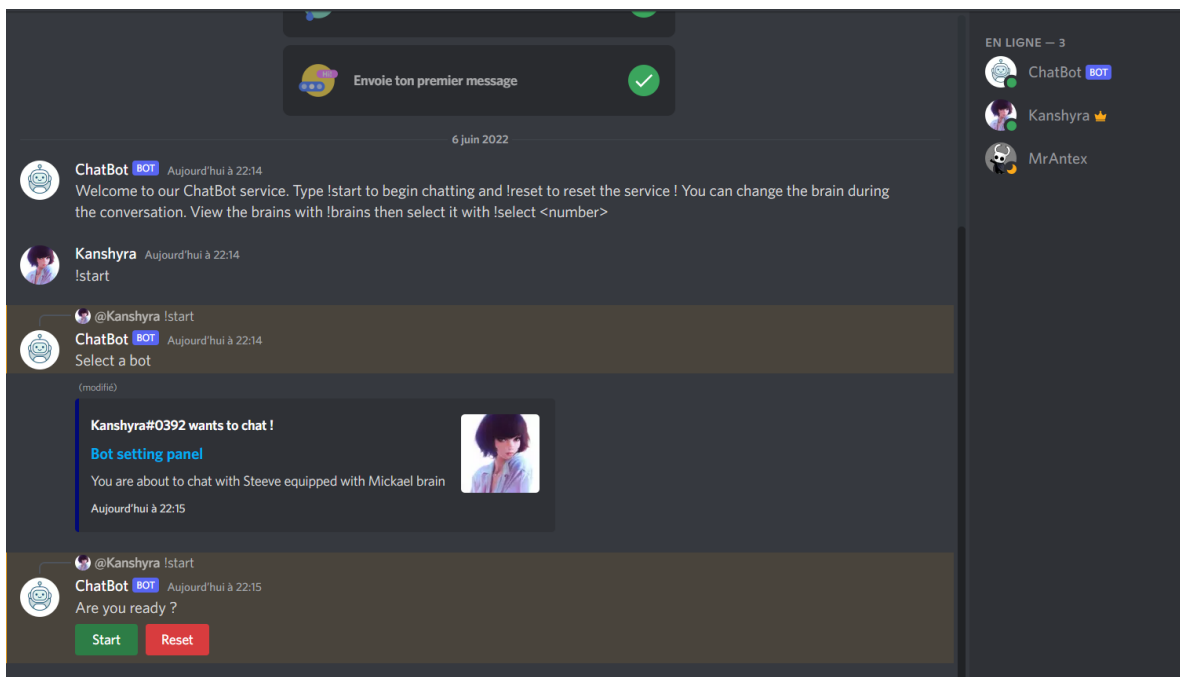 Envoie ton premier message
6 juin 2022
ChatBot BOT Aujourd'hui à 22:14
Welcome to our ChatBot service. Type !start to begin chatting and !reset to reset the service ! You can change the brain during
the conversation. View the brains with !brains then select it with !select <number>
Kanshyra Aujourd'hui à 22:14
!start
@Kanshyra !start
ChatBot BOT Aujourd'hui à 22:14
Select a bot
(modifié)
Kanshyra#0392 wants to chat !
Bot setting panel
You are about to chat with Steeve equipped with Mickael brain
Aujourd'hui à 22:15
@Kanshyra !start
ChatBot BOT Aujourd'hui à 22:15
Are you ready ?
Start Reset
EN LIGNE — 3
ChatBot BOT
Kanshyra
MrAntex